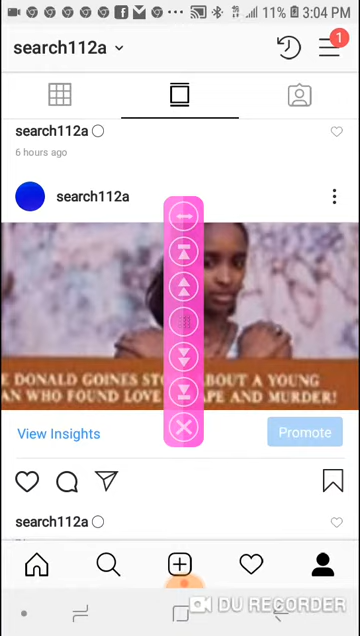 11% 3:04 PM
search112a
1
search112a
6 hours ago
search112a
E DONALD GOINES STO ABOUT A YOUNG
AN WHO FOUND LOVE APE AND MURDER!
View Insights
Promote
search112a
DU RECORDER